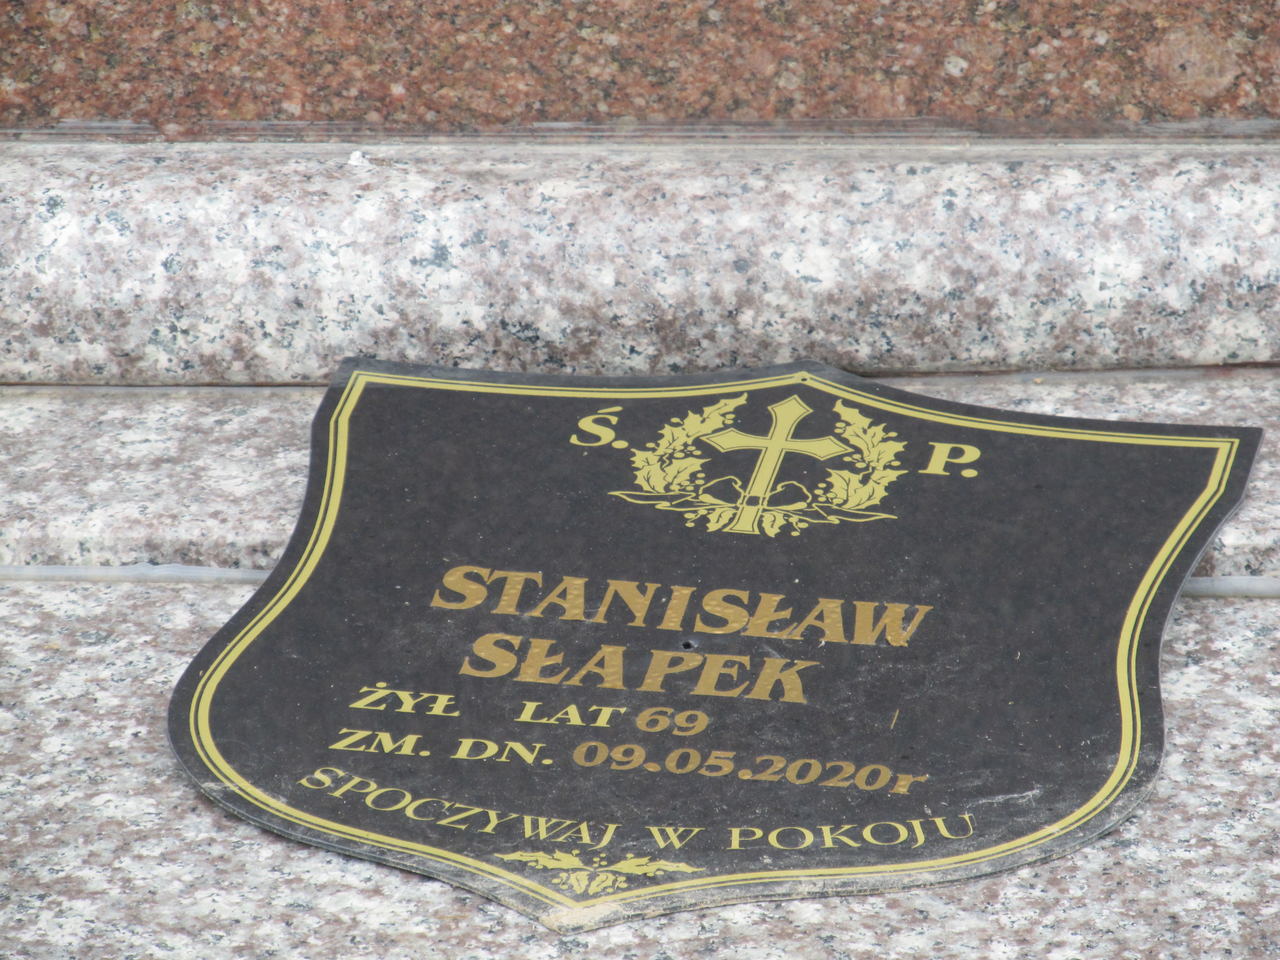 Ś. P.
STANISŁAW
SŁAPEK
ŻYŁ LAT 69
ZM. DN. 09.05.2020r
SPOCZYWAJ W POKOJU